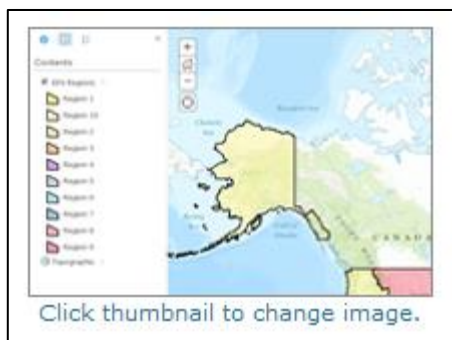 Contents
EPA Regions
Region 1
Region 10
Region 2
Region 3
Region 4
Region 5
Region 6
Region 7
Region 8
Region 9
Topographic
CANADA
Click thumbnail to change image.